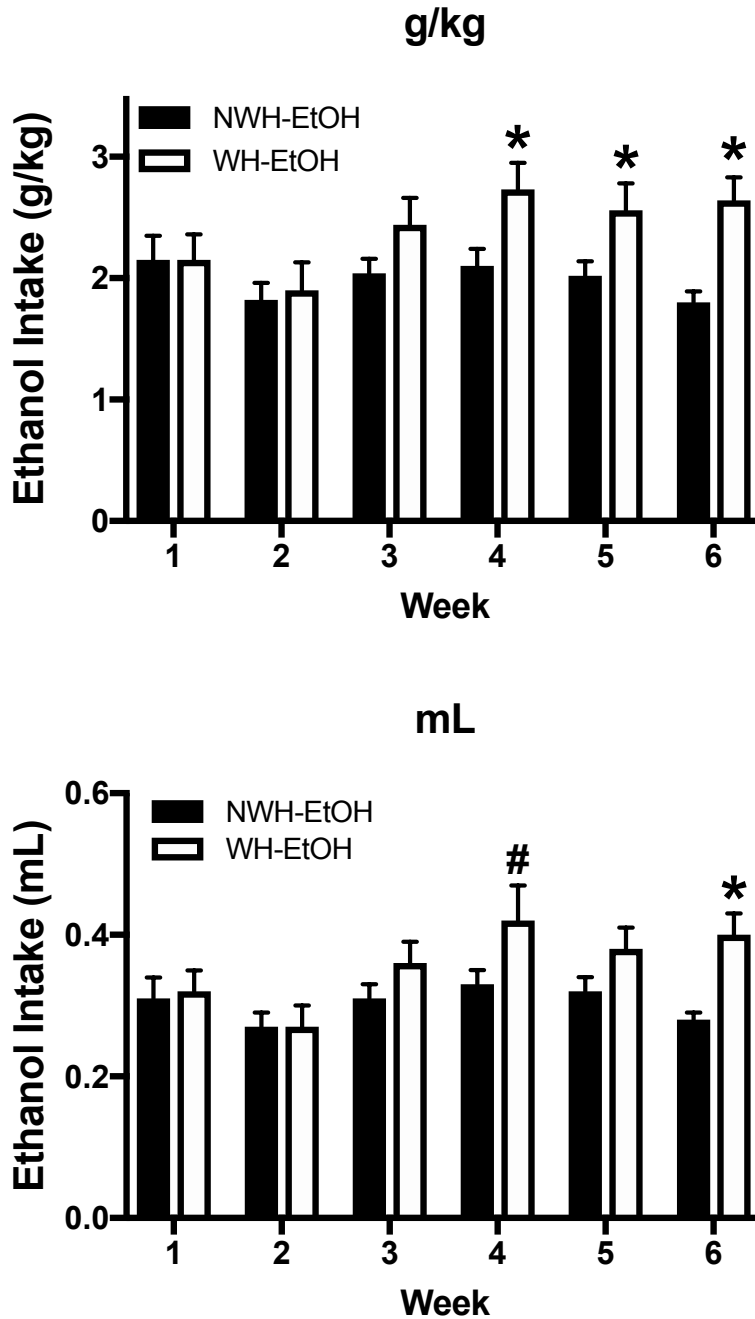 g/kg
Ethanol Intake (g/kg)
NWH-EtOH
WH-EtOH
3
2
1
0
* * *
1 2 3 4 5 6
Week
mL
Ethanol Intake (mL)
NWH-EtOH
WH-EtOH
0.6
0.4
0.2
0.0
# *
1 2 3 4 5 6
Week